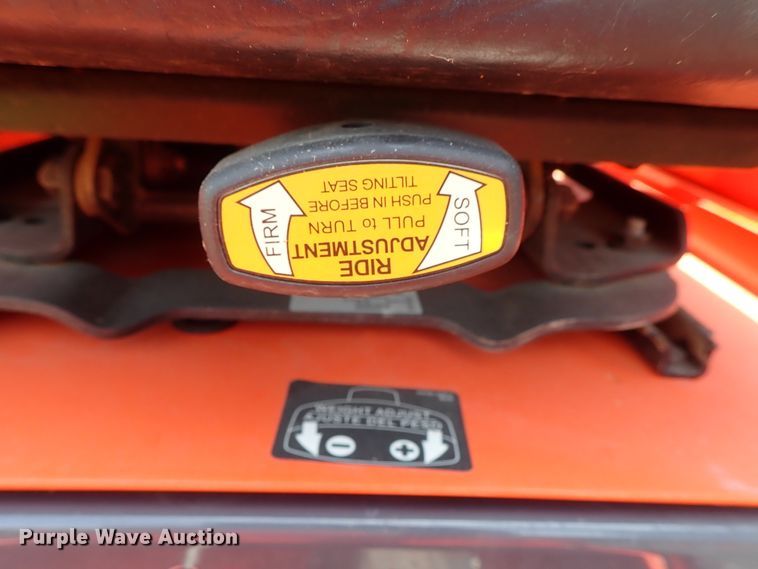 RIDE
ADJUSTMENT
PULL to TURN
PUSH IN BEFORE
TILTING SEAT
FIRM
SOFT
WEIGHT ADJUST
AJUSTE DEL PESO
Purple Wave Auction